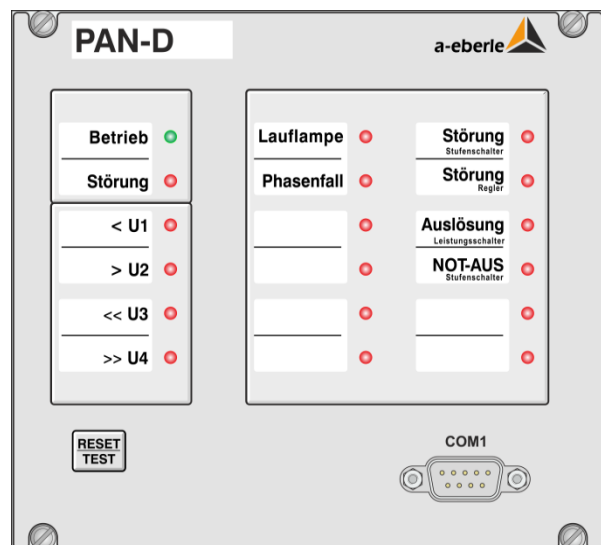 PAN-D
a-eberle
Betrieb
Störung
< U1
> U2
<< U3
>> U4
Lauflampe
Phasenfall
Störung
Stufenschalter
Störung
Regler
Auslösung
Leistungsschalter
NOT-AUS
Stufenschalter
RESET
TEST
COM1